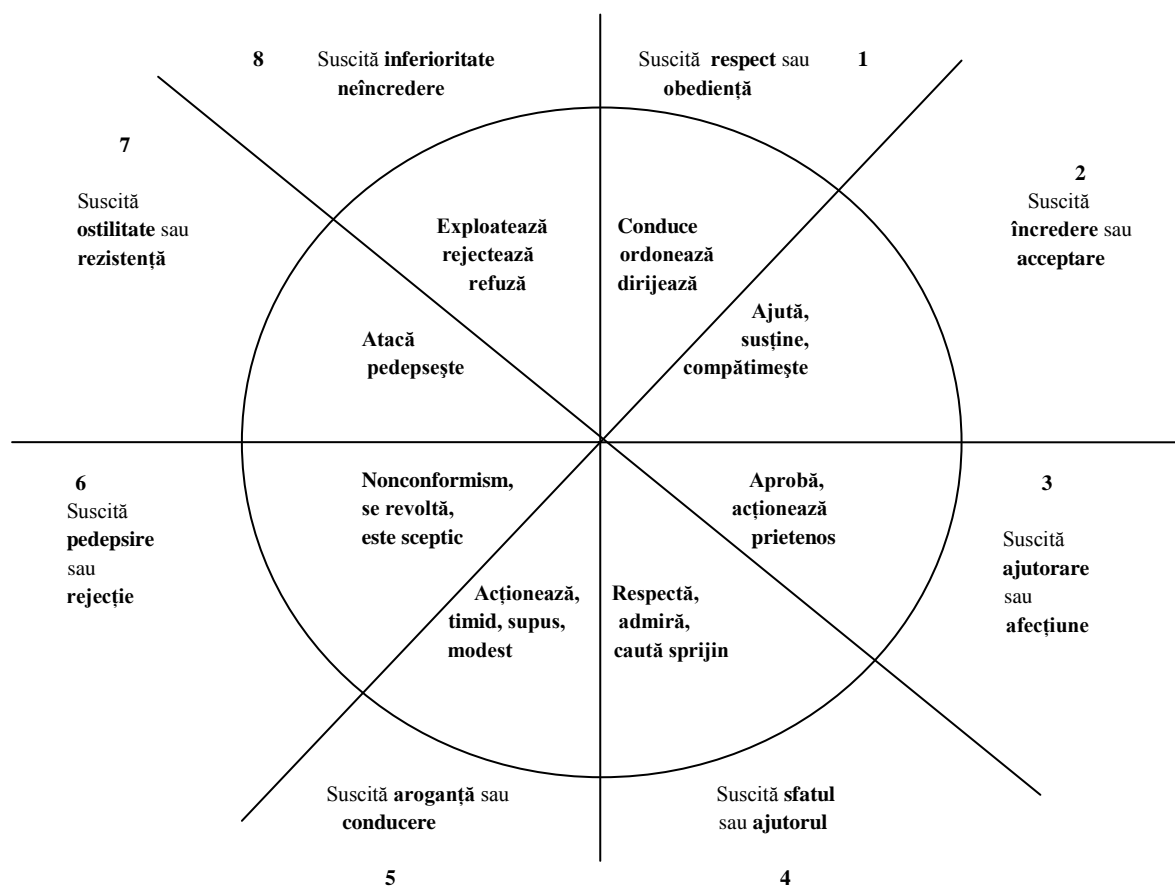 8
Suscită inferioritate
neîncredere
Suscită respect sau
obediență
1
7
Suscită
ostilitate sau
rezistență
2
Suscită
încredere sau
acceptare
Exploatează
rejectează
refuză
Conduce
ordonează
dirijează
Atacă
pedepseşte
Ajută,
susține,
compătimeşte
6
Suscită
pedepsire
sau
rejecție
Nonconformism,
se revoltă,
este sceptic
Aprobă,
acționează
prietenos
3
Suscită
ajutorare
sau
afecțiune
Acționează,
timid, supus,
modest
Respectă,
admiră,
caută sprijin
Suscită aroganță sau
conducere
5
Suscită sfatul
sau ajutorul
4